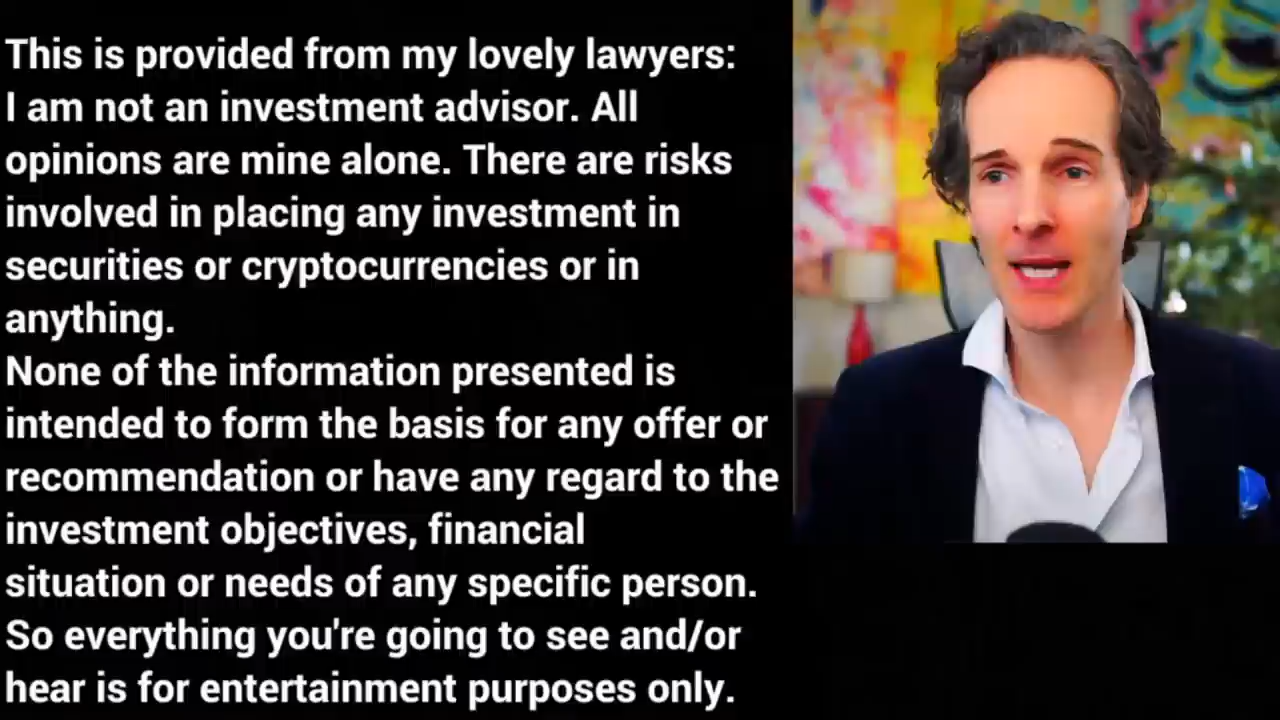 This is provided from my lovely lawyers:
I am not an investment advisor. All
opinions are mine alone. There are risks
involved in placing any investment in
securities or cryptocurrencies or in
anything.
None of the information presented is
intended to form the basis for any offer or
recommendation or have any regard to the
investment objectives, financial
situation or needs of any specific person.
So everything you're going to see and/or
hear is for entertainment purposes only.